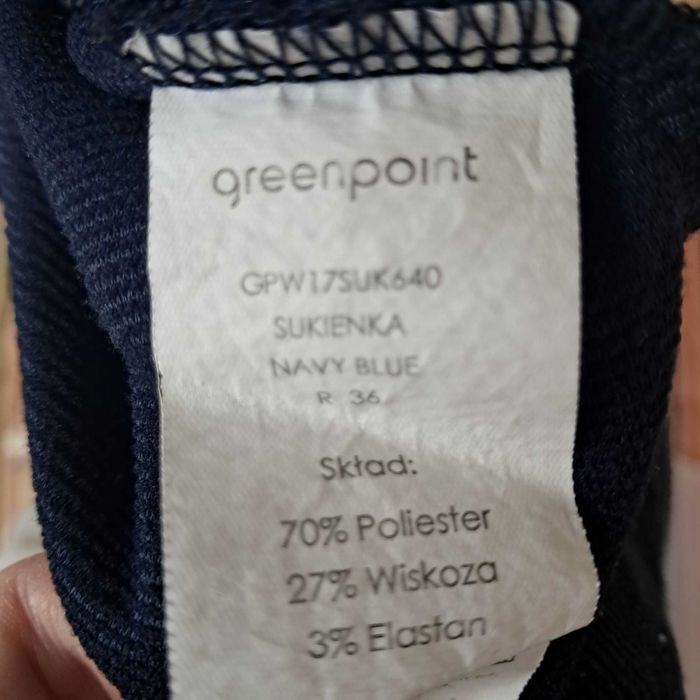 greenpoint
GPW17SUK640
SUKIENKA
NAVY BLUE
R 36
Skład:
70% Poliester
27% Wiskoza
3% Elastan